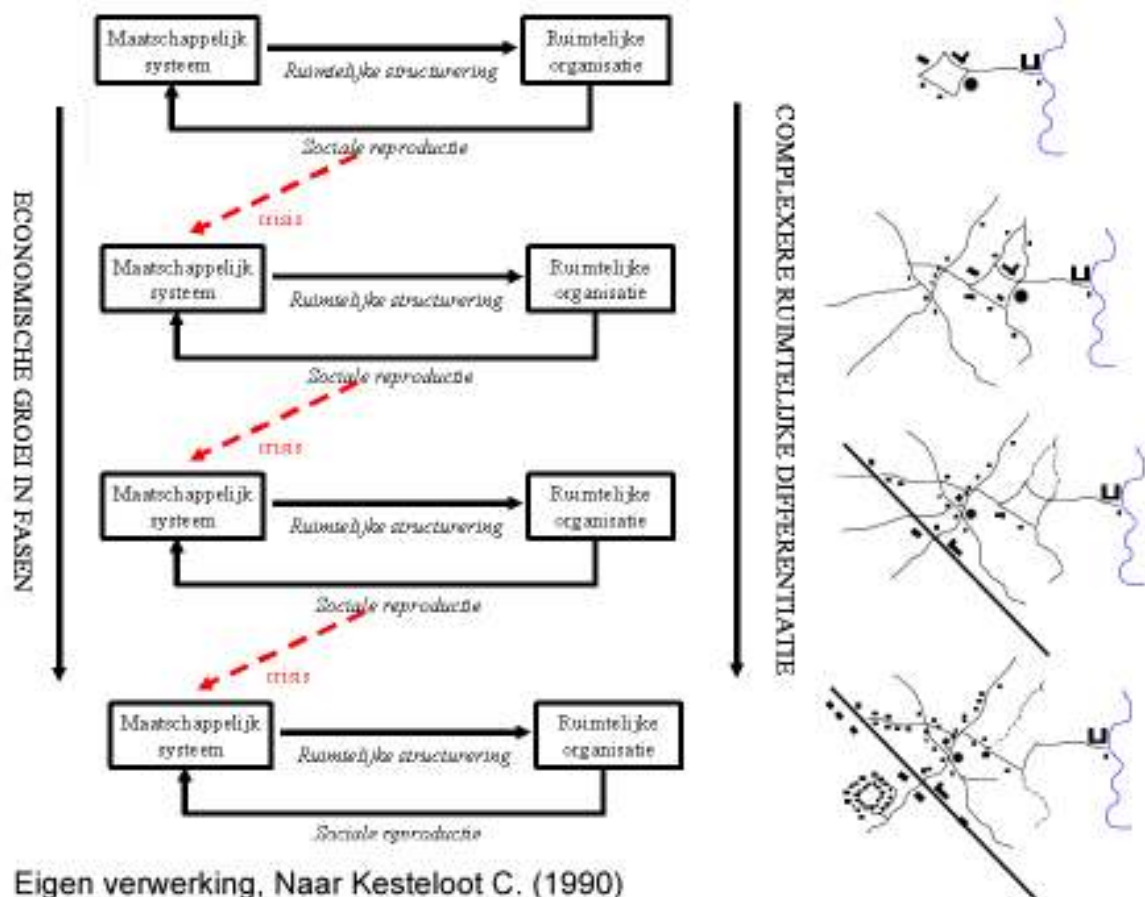 Maatschappelijk
systeem
Ruimtelijke structurering
Ruimtelijke
organisatie
Sociale reproductie
crisis
Maatschappelijk
systeem
Ruimtelijke structurering
Ruimtelijke
organisatie
Sociale reproductie
crisis
Maatschappelijk
systeem
Ruimtelijke structurering
Ruimtelijke
organisatie
Sociale reproductie
crisis
Maatschappelijk
systeem
Ruimtelijke structurering
Ruimtelijke
organisatie
Sociale reproductie
ECONOMISCHE GROEI IN FASEN
COMPLEXERE RUIMTELIJKE DIFFERENTIATIE
Eigen verwerking, Naar Kesteloot C. (1990)